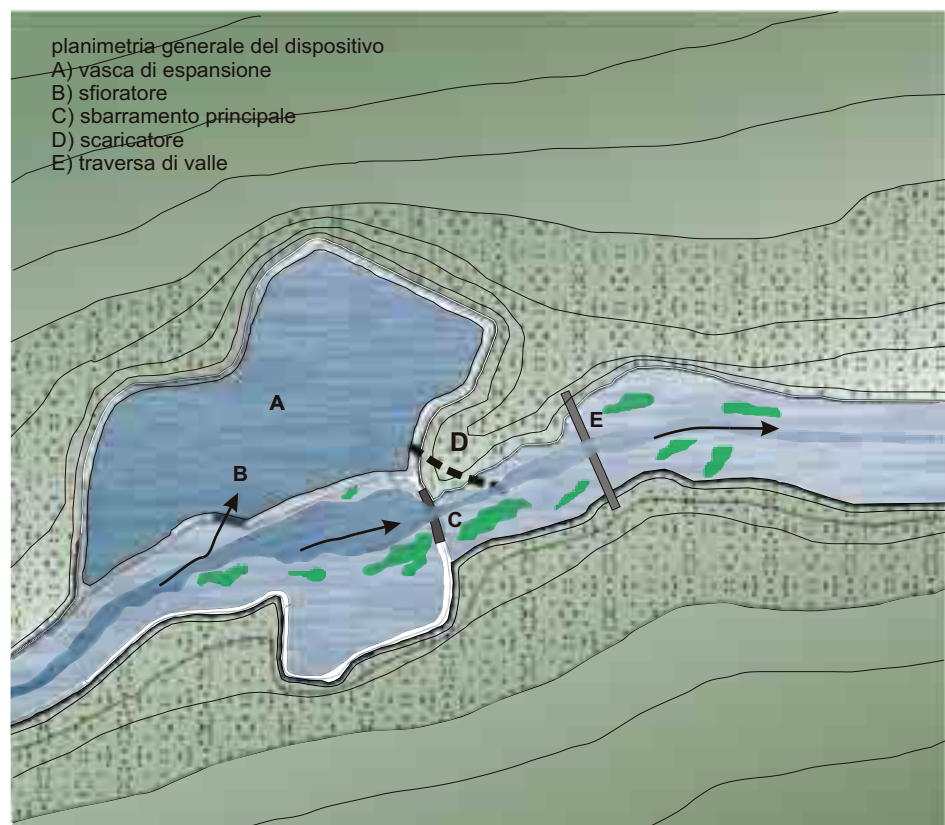 planimetria generale del dispositivo
A) vasca di espansione
B) sfioratore
C) sbarramento principale
D) scaricatore
E) traversa di valle
A
E
D
B
C